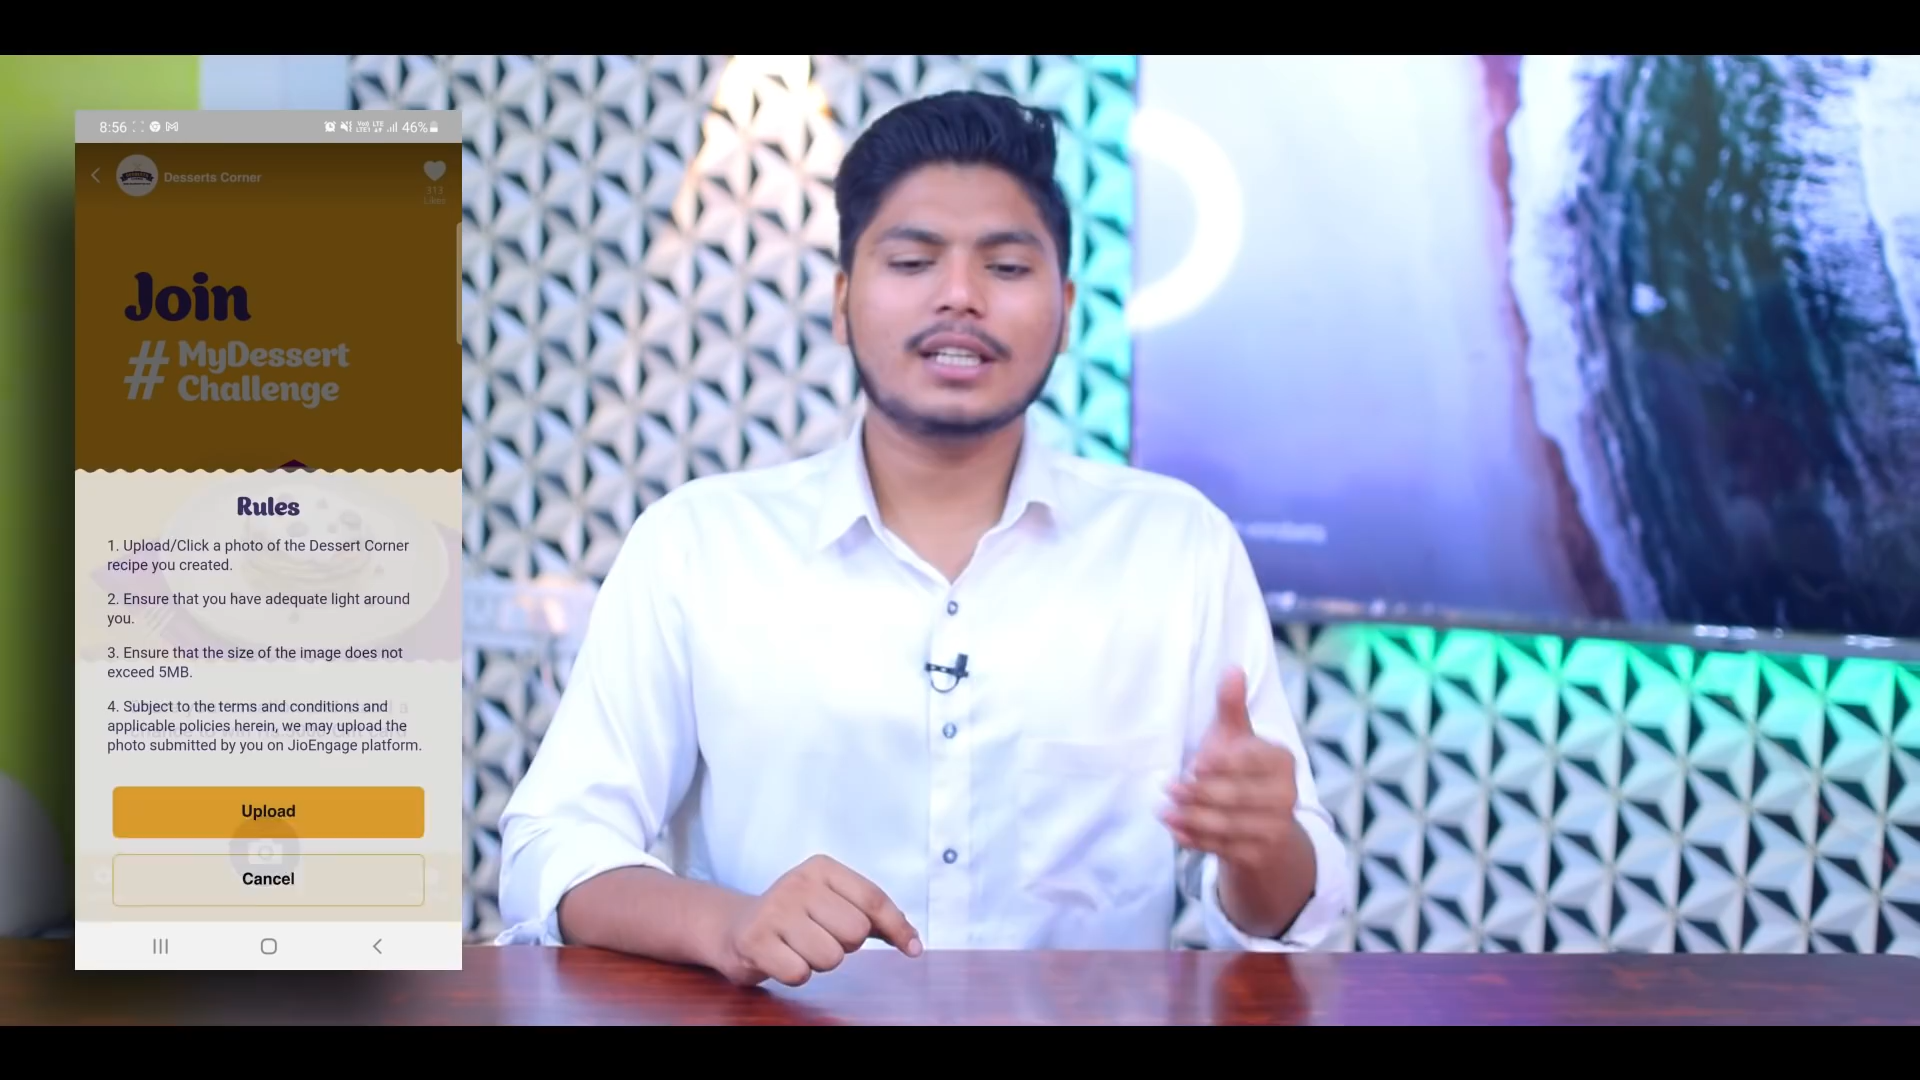 8:56
46%
Desserts Corner
313
Likes
Join
# MyDessert
Challenge
Rules
1. Upload/Click a photo of the Dessert Corner
recipe you created.
2. Ensure that you have adequate light around
you.
3. Ensure that the size of the image does not
exceed 5MB.
4. Subject to the terms and conditions and
applicable policies herein, we may upload the
photo submitted by you on JioEngage platform.
Upload
Cancel